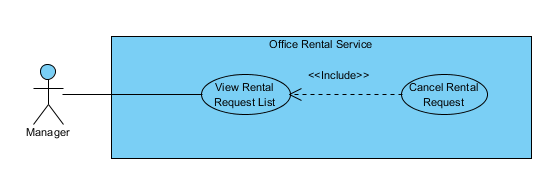 Office Rental Service
<<Include>>
View Rental
Request List
Cancel Rental
Request
Manager